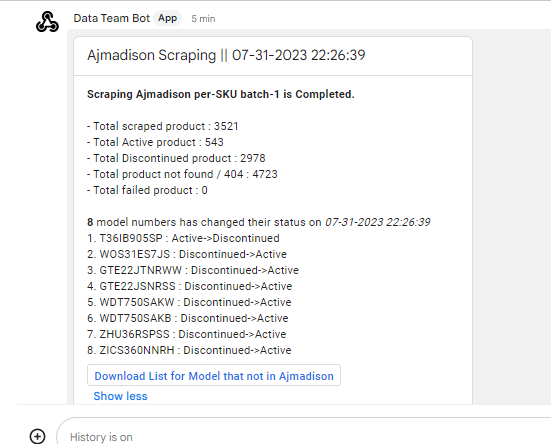 Data Team Bot App 5 min
Ajmadison Scraping || 07-31-2023 22:26:39
Scraping Ajmadison per-SKU batch-1 is Completed.
- Total scraped product : 3521
- Total Active product : 543
- Total Discontinued product : 2978
- Total product not found / 404 : 4723
- Total failed product : 0
8 model numbers has changed their status on 07-31-2023 22:26:39
1. T36IB905SP : Active->Discontinued
2. WOS31ES7JS : Discontinued->Active
3. GTE22JTNRWW : Discontinued->Active
4. GTE22JSNRSS : Discontinued->Active
5. WDT750SAKW : Discontinued->Active
6. WDT750SAKB : Discontinued->Active
7. ZHU36RSPSS : Discontinued->Active
8. ZICS360NNRH : Discontinued->Active
Download List for Model that not in Ajmadison
Show less
History is on